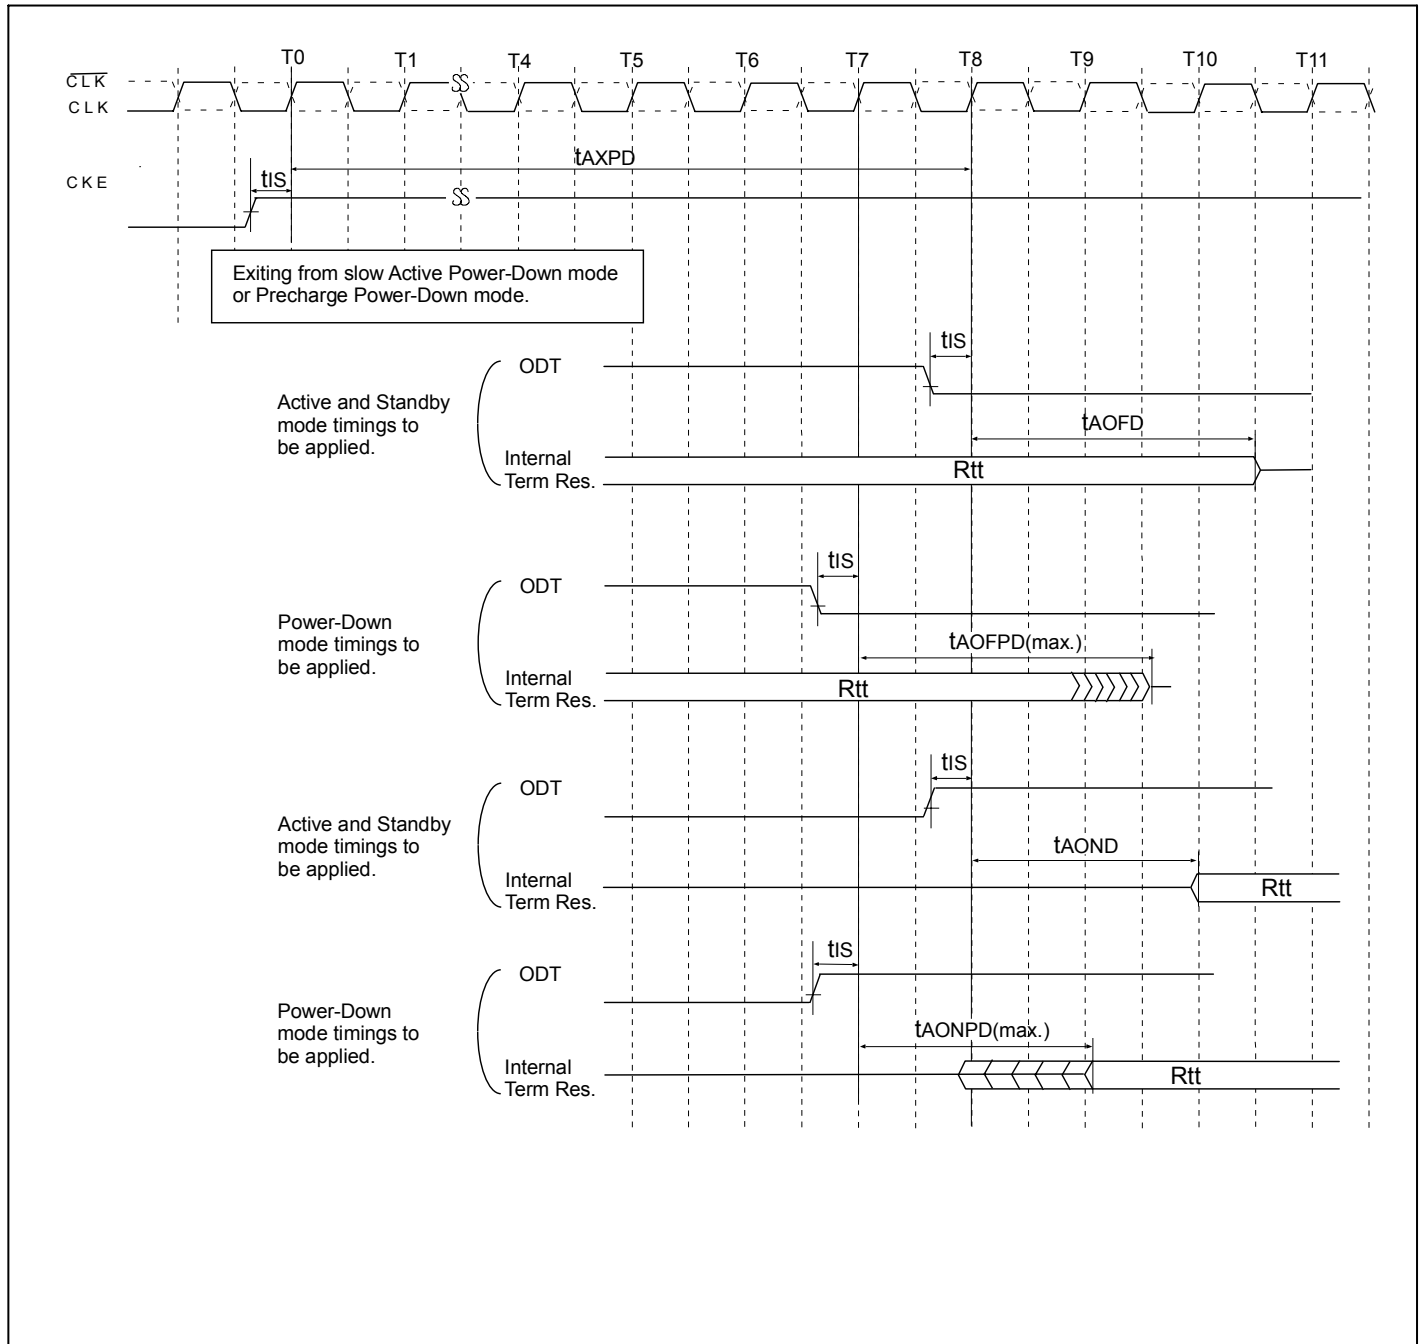 T0 T1 T4 T5 T6 T7 T8 T9 T10 T11
CLK
CLK
tAXPD
CKE
tIS
Exiting from slow Active Power-Down mode
or Precharge Power-Down mode.
tIS
ODT
Active and Standby
mode timings to
be applied.
tAOFD
Internal
Term Res.
Rtt
tIS
ODT
Power-Down
mode timings to
be applied.
tAOFPD(max.)
Internal
Term Res.
Rtt
tIS
ODT
Active and Standby
mode timings to
be applied.
tAOND
Internal
Term Res.
Rtt
tIS
ODT
Power-Down
mode timings to
be applied.
tAONPD(max.)
Internal
Term Res.
Rtt